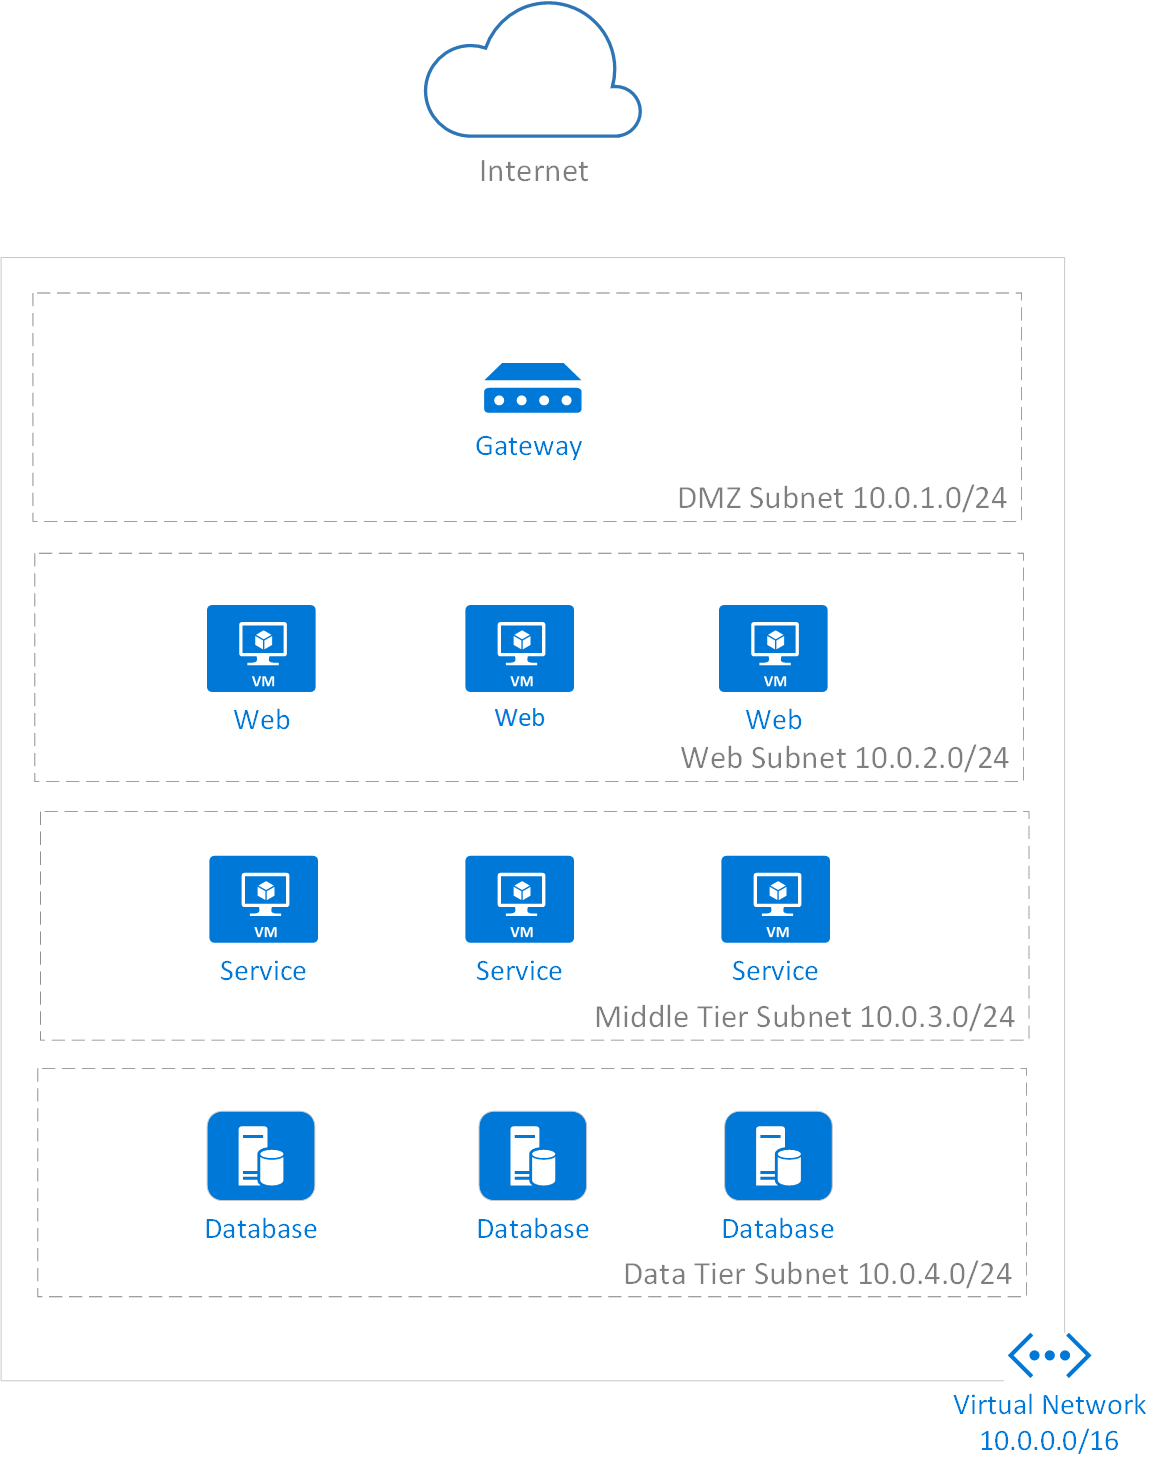 Internet
Gateway
DMZ Subnet 10.0.1.0/24
VM VM VM
Web Web Web
Web Subnet 10.0.2.0/24
VM VM VM
Service Service Service
Middle Tier Subnet 10.0.3.0/24
Database Database Database
Data Tier Subnet 10.0.4.0/24
Virtual Network
10.0.0.0/16